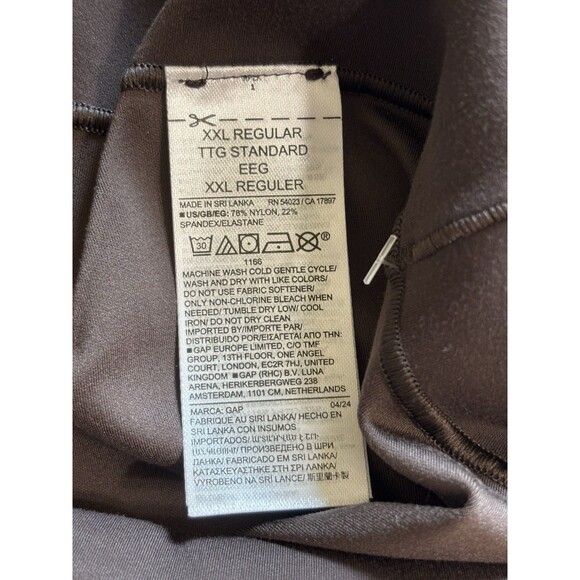 1
XXL REGULAR
TTG STANDARD
EEG
XXL REGULER
MADE IN SRI LANKA RN 54023 / CA 17897
■US/GB/EG: 78% NYLON, 22%
SPANDEX/ELASTANE
30 ®
1166
MACHINE WASH COLD GENTLE CYCLE/
WASH AND DRY WITH LIKE COLORS/
DO NOT USE FABRIC SOFTENER/
ONLY NON-CHLORINE BLEACH WHEN
NEEDED/ TUMBLE DRY LOW/ COOL
IRON/ DO NOT DRY CLEAN
IMPORTED BY/IMPORTE PAR/
DISTRIBUIDO POR/ΕΙΣΑΓΕΤΑΙ ΑΠΟ ΤΗΝ:
■GAP EUROPE LIMITED, C/O TMF
GROUP, 13TH FLOOR, ONE ANGEL
COURT, LONDON, EC2R 7HJ, UNITED
KINGDOM ■GAP (RHC) B.V. LUNA
ARENA, HERIKERBERGWEG 238
AMSTERDAM, 1101 CM, NETHERLANDS
MARCA: GAP 04/24
FABRIQUE AU SRI LANKA/ HECHO EN
SRI LANKA CON INSUMOS
IMPORTADOS/ ПРОИЗВЕДЕНО В ШРИ
ЛАНКА/ FABRICADO EM SRI LANKA/
ΚΑΤΑΣΚΕΥΑΣΤΗΚΕ ΣΤΗ ΣΡΙ ΛΑΝΚΑ/
VYROBENO NA SRÍ LANCE/ 斯里蘭卡製